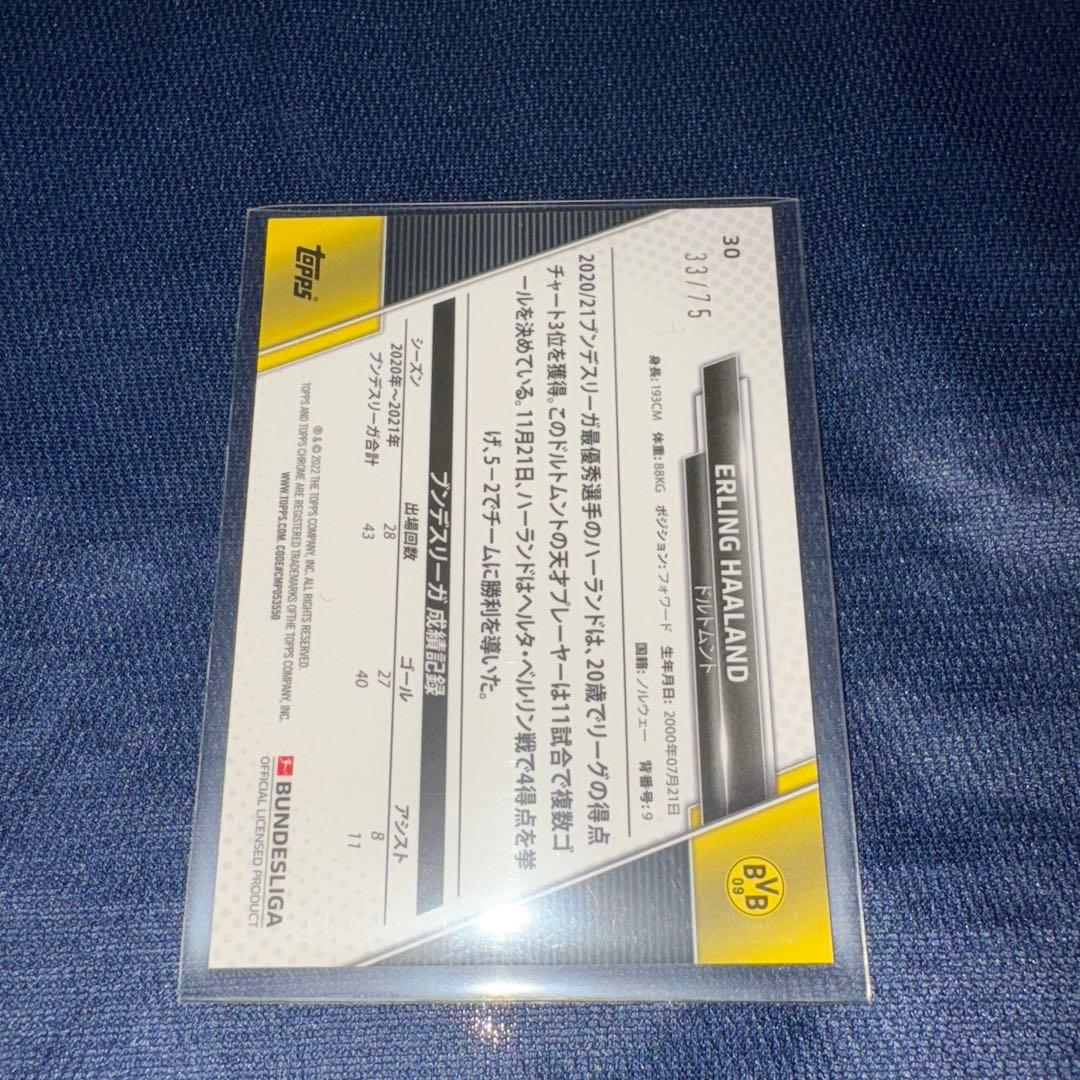 30
33/75
ERLING HAALAND
ドルトムント
身長: 193CM 体重: 88KG ポジション: フォワード 生年月日: 2000年07月21日
国籍: ノルウェー 背番号: 9
BVB
09
2020/21ブンデスリーガ最優秀選手のハーランドは、20歳でリーグの得点
チャート3位を獲得。このドルトムントの天才プレーヤーは11試合で複数ゴ
ールを決めている。11月21日、ハーランドはヘルタ・ベルリン戦で4得点を挙
げ、5–2でチームに勝利を導いた。
ブンデスリーガ 成績記録
シーズン 出場回数 ゴール アシスト
2020年～2021年 28 27 8
ブンデスリーガ合計 43 40 11
topps®
® & © 2022 THE TOPPS COMPANY, INC. ALL RIGHTS RESERVED.
TOPPS AND TOPPS CHROME ARE REGISTERED TRADEMARKS OFTHE TOPPS COMPANY, INC.
WWW.TOPPS.COM. CODE#CMP053550
BUNDESLIGA
OFFICIAL LICENSED PRODUCT